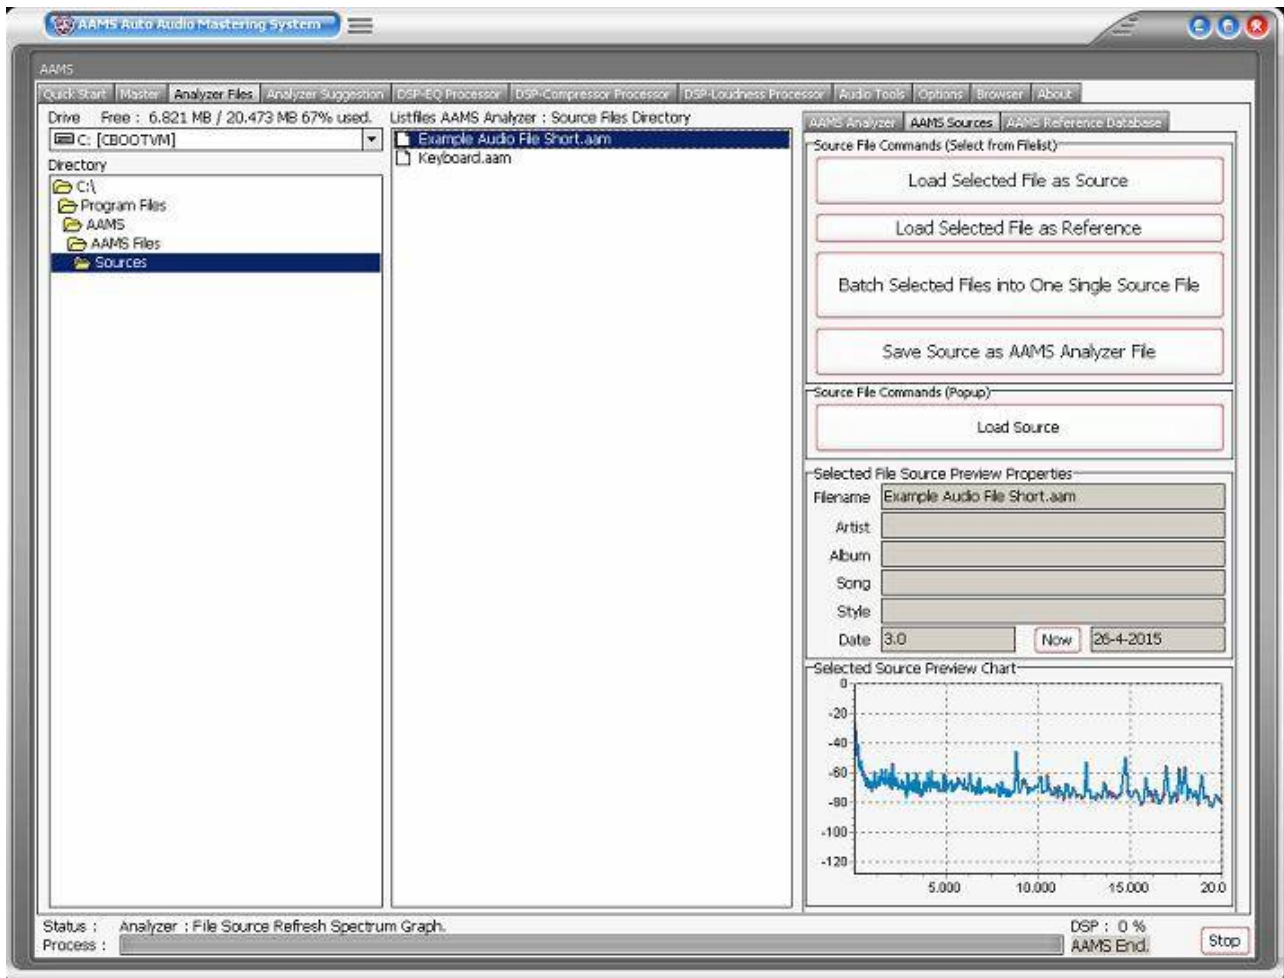 AAMS Auto Audio Mastering System
AAMS
Quick Start Master Analyzer Files Analyzer Suggestion DSP-EQ Processor DSP-Compressor Processor DSP-Loudness Processor Audio Tools Options Browser About
Drive Free : 6.821 MB / 20.473 MB 67% used.
C: [CBOOTVM]
Directory
C:\
Program Files
AAMS
AAMS Files
Sources
Listfiles AAMS Analyzer : Source Files Directory
Example Audio File Short.aam
Keyboard.aam
AAMS Analyzer AAMS Sources AAMS Reference Database
Source File Commands (Select from Filelist)
Load Selected File as Source
Load Selected File as Reference
Batch Selected Files into One Single Source File
Save Source as AAMS Analyzer File
Source File Commands (Popup)
Load Source
Selected File Source Preview Properties
Filename Example Audio File Short.aam
Artist
Album
Song
Style
Date 3.0 Now 26-4-2015
Selected Source Preview Chart
0
-20
-40
-60
-80
-100
-120
5.000 10.000 15.000 20.0
Status : Analyzer : File Source Refresh Spectrum Graph.
DSP : 0 %
Process :
AAMS End.
Stop